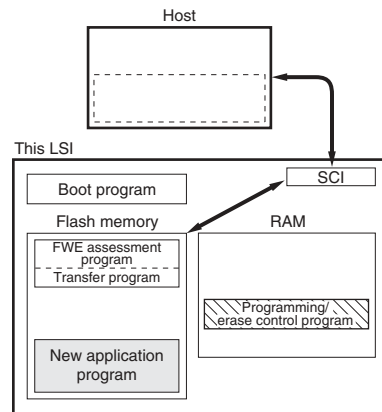 Host
This LSI
Boot program
SCI
Flash memory
RAM
FWE assessment
program
Transfer program
Programming/
erase control program
New application
program